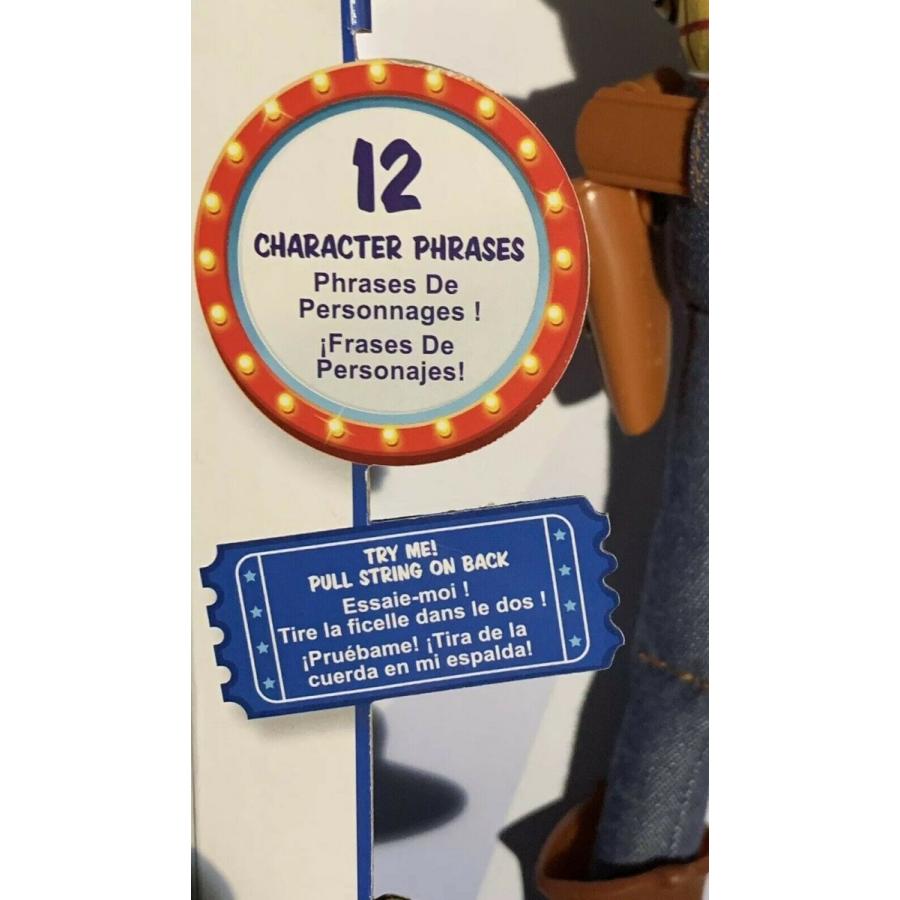 12
CHARACTER PHRASES
Phrases De
Personnages !
¡Frases De
Personajes!
TRY ME!
PULL STRING ON BACK
Essaie-moi !
Tire la ficelle dans le dos !
¡Pruébame! ¡Tira de la
cuerda en mi espalda!